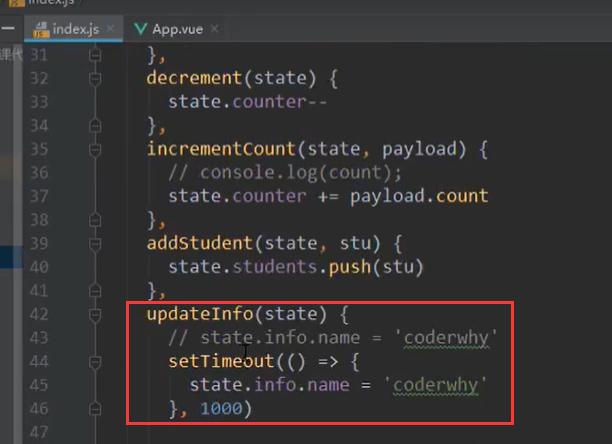 index.js
index.js × App.vue ×
课代
31 },
32 decrement(state) {
33 state.counter--
34 },
35 incrementCount(state, payload) {
36 // console.log(count);
37 state.counter += payload.count
38 },
39 addStudent(state, stu) {
40 state.students.push(stu)
41 },
42 updateInfo(state) {
43 // state.info.name = 'coderwhy'
44 setTimeout(() => {
45 state.info.name = 'coderwhy'
46 }, 1000)
47